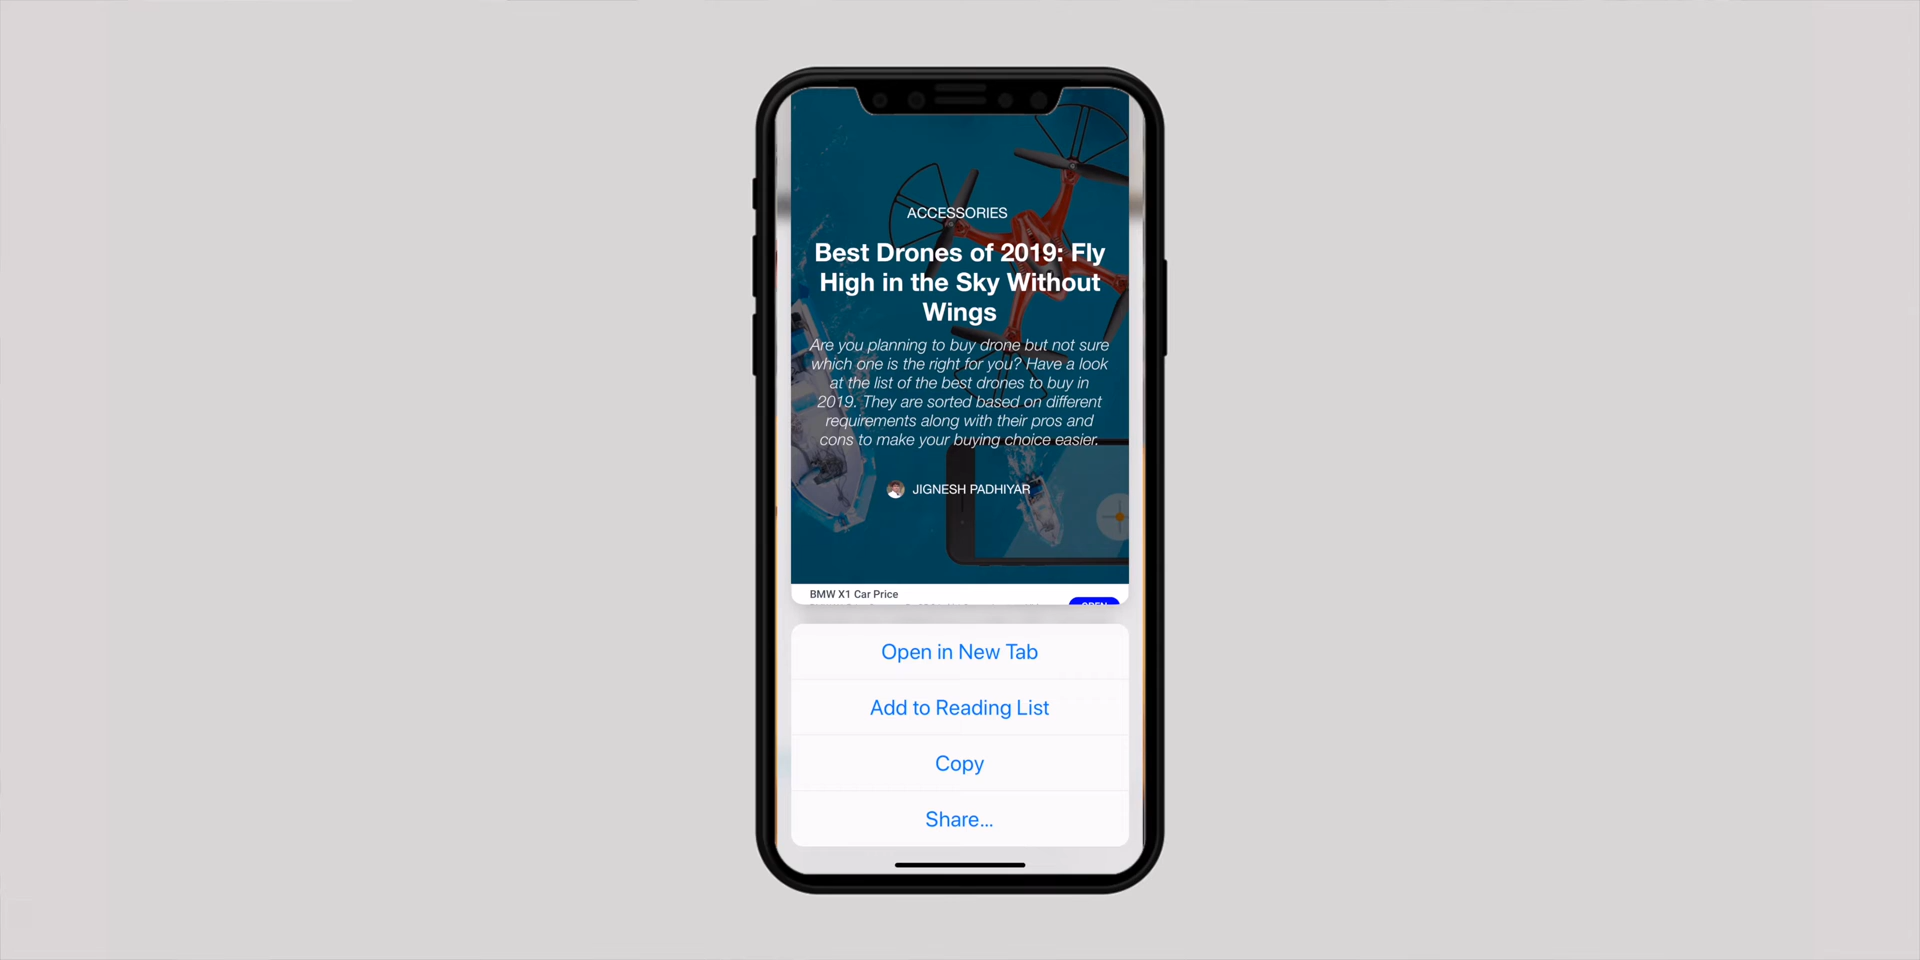 ACCESSORIES
Best Drones of 2019: Fly
High in the Sky Without
Wings
Are you planning to buy drone but not sure
which one is the right for you? Have a look
at the list of the best drones to buy in
2019. They are sorted based on different
requirements along with their pros and
cons to make your buying choice easier.
JIGNESH PADHIYAR
BMW X1 Car Price
OPEN
Open in New Tab
Add to Reading List
Copy
Share...